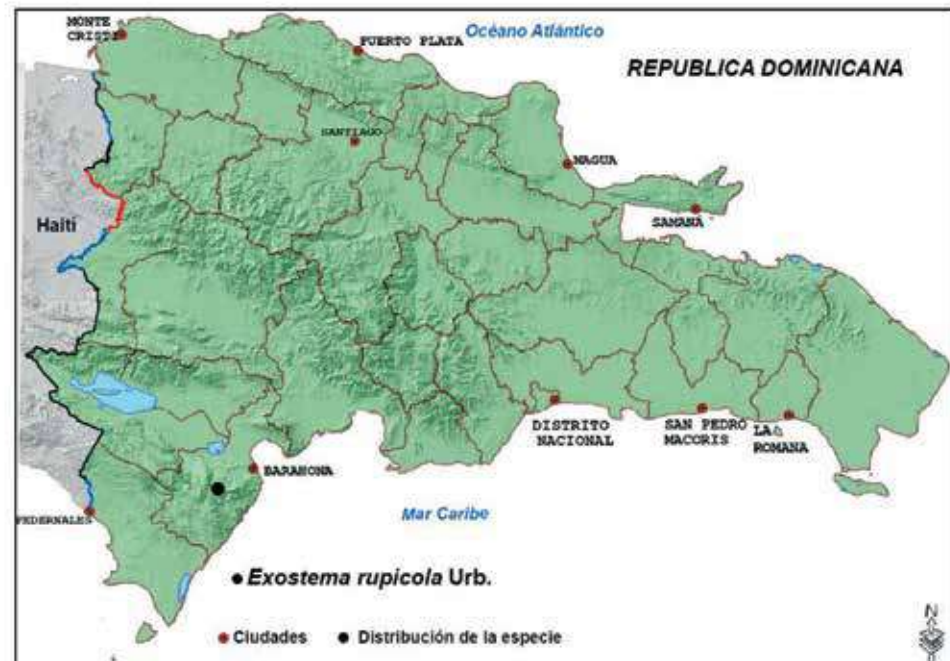 MONTE
CRISTI
PUERTO PLATA
Océano Atlántico
REPUBLICA DOMINICANA
SANTIAGO
NAGUA
SAMANA
Haití
DISTRITO
NACIONAL
SAN PEDRO
MACORIS
LA
ROMANA
BARAHONA
PEDERNALES
Mar Caribe
Exostema rupicola Urb.
Ciudades
Distribución de la especie
N